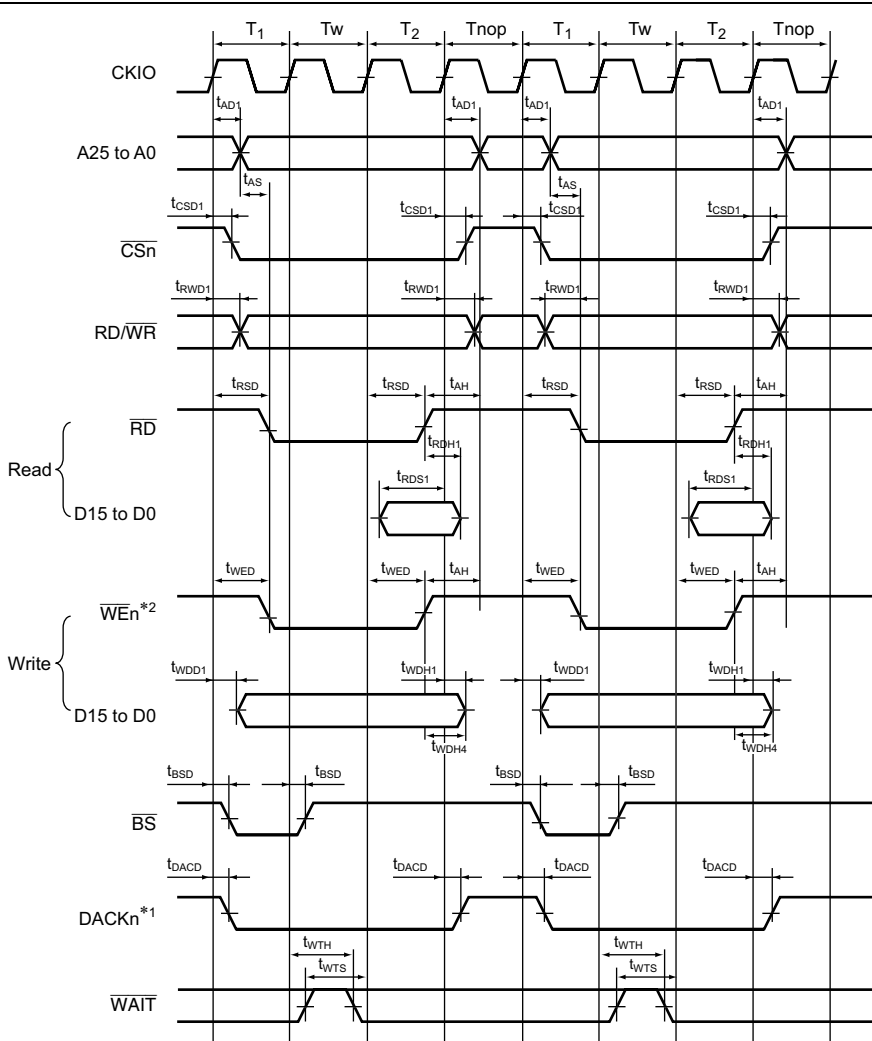 T1 Tw T2 Tnop T1 Tw T2 Tnop
CKIO
tAD1 tAD1 tAD1 tAD1
A25 to A0
tAS tAS
tCSD1 tCSD1 tCSD1 tCSD1
CSn
tRWD1 tRWD1 tRWD1 tRWD1
RD/WR
tRSD tRSD tAH tRSD tRSD tAH
RD
tRDH1 tRDH1
Read
tRDS1 tRDS1
D15 to D0
tWED tWED tAH tWED tWED tAH
WEn*2
Write
tWDD1 tWDH1 tWDD1 tWDH1
D15 to D0
tWDH4 tWDH4
tBSD tBSD tBSD tBSD
BS
tDACD tDACD tDACD tDACD
DACKn*1
tWTH tWTH
tWTS tWTS
WAIT